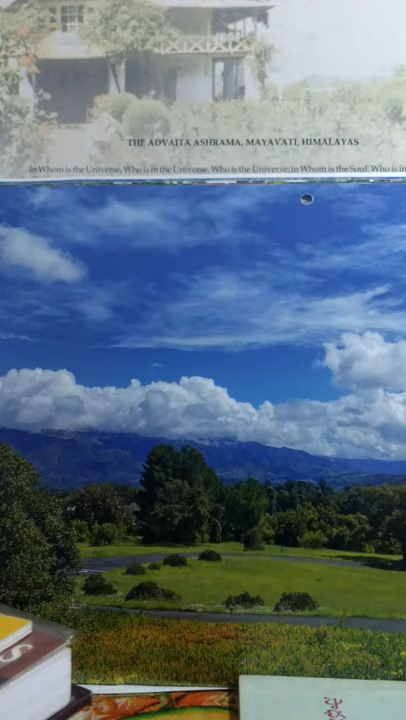 THE ADVAITA ASHRAMA, MAYAVATI, HIMALAYAS
In Whom is the Universe, Who is in the Universe, Who is the Universe; in Whom is the Soul, Who is in
S